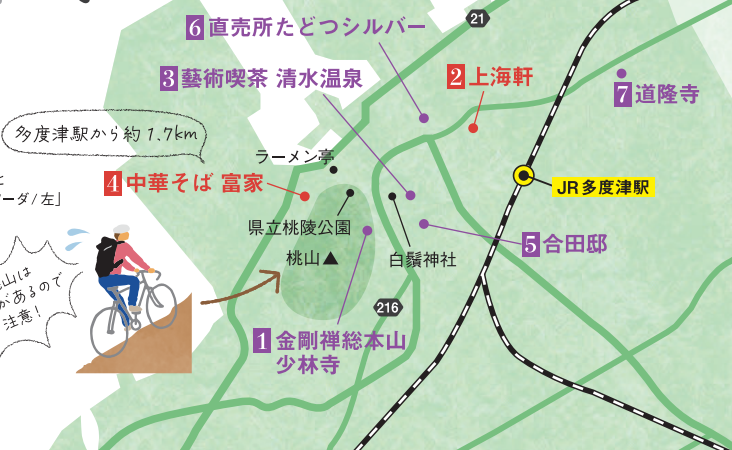 21
6 直売所たどつシルバー
3 藝術喫茶 清水温泉
2 上海軒
7 道隆寺
多度津駅から約1.7km
ラーメン亭
4 中華そば 富家
JR多度津駅
ーダ/左」
県立桃陵公園
桃山▲
白鬚神社
5 合田邸
山は
があるので
注意!
216
1 金剛禅総本山
少林寺